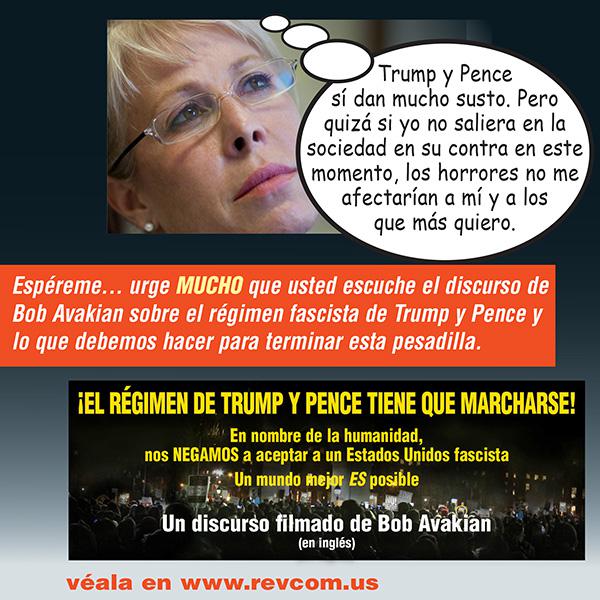 Trump y Pence
sí dan mucho susto. Pero
quizá si yo no saliera en la
sociedad en su contra en este
momento, los horrores no me
afectarían a mí y a los
que más quiero.
Espéreme... urge MUCHO que usted escuche el discurso de
Bob Avakian sobre el régimen fascista de Trump y Pence y
lo que debemos hacer para terminar esta pesadilla.
¡EL RÉGIMEN DE TRUMP Y PENCE TIENE QUE MARCHARSE!
En nombre de la humanidad,
nos NEGAMOS a aceptar a un Estados Unidos fascista
Un mundo mejor ES posible
Un discurso filmado de Bob Avakian
(en inglés)
véala en www.revcom.us